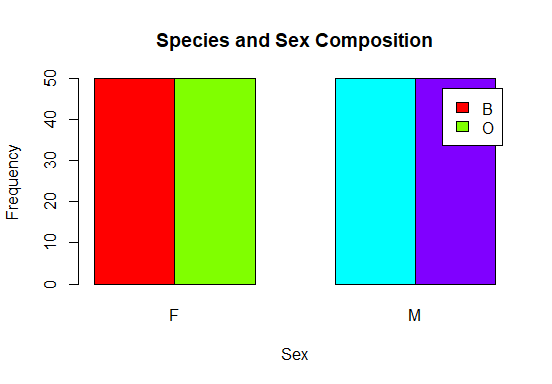 Species and Sex Composition
Frequency
50
40
30
20
10
0
B
O
F
M
Sex